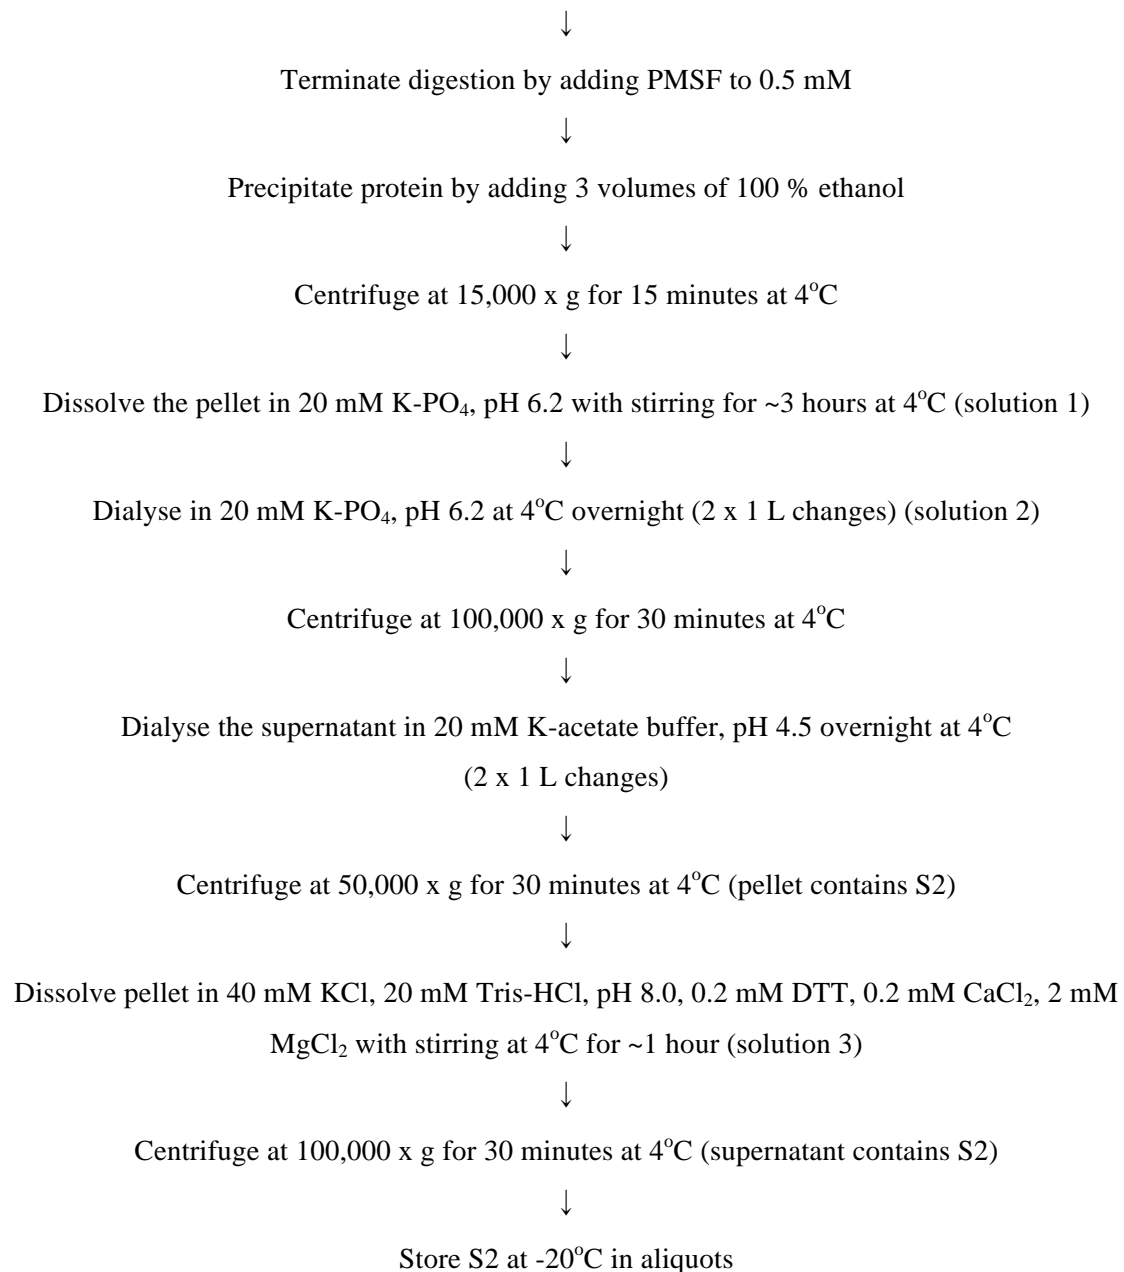 ↓
Terminate digestion by adding PMSF to 0.5 mM
↓
Precipitate protein by adding 3 volumes of 100 % ethanol
↓
Centrifuge at 15,000 x g for 15 minutes at 4°C
↓
Dissolve the pellet in 20 mM K-PO₄, pH 6.2 with stirring for ~3 hours at 4°C (solution 1)
↓
Dialyse in 20 mM K-PO₄, pH 6.2 at 4°C overnight (2 x 1 L changes) (solution 2)
↓
Centrifuge at 100,000 x g for 30 minutes at 4°C
↓
Dialyse the supernatant in 20 mM K-acetate buffer, pH 4.5 overnight at 4°C
(2 x 1 L changes)
↓
Centrifuge at 50,000 x g for 30 minutes at 4°C (pellet contains S2)
↓
Dissolve pellet in 40 mM KCl, 20 mM Tris-HCl, pH 8.0, 0.2 mM DTT, 0.2 mM CaCl₂, 2 mM
MgCl₂ with stirring at 4°C for ~1 hour (solution 3)
↓
Centrifuge at 100,000 x g for 30 minutes at 4°C (supernatant contains S2)
↓
Store S2 at -20°C in aliquots